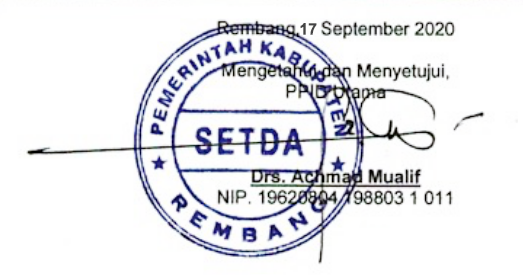 Rembang,17 September 2020
Mengetahui dan Menyetujui,
PPID Utama
PEMERINTAH KABUPATEN
SETDA
REMBANG
Drs. Achmad Mualif
NIP. 19620804 198803 1 011